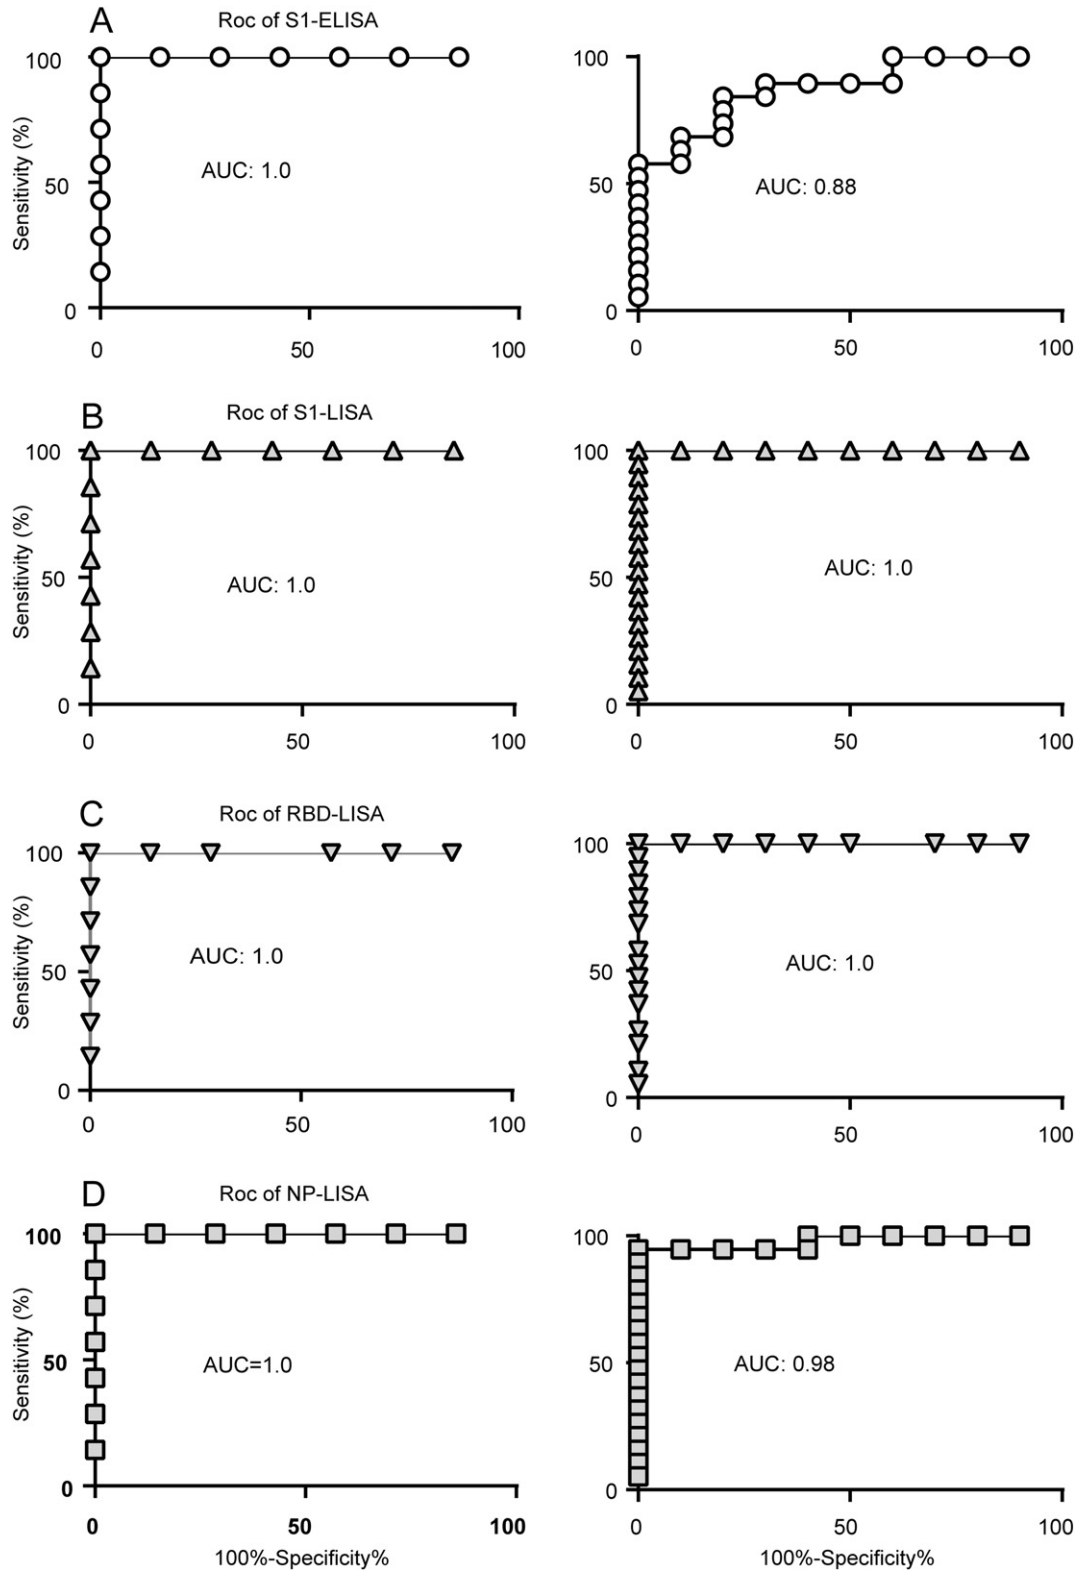 A
Roc of S1-ELISA
Sensitivity (%)
100
50
0
0 50 100
AUC: 1.0
100
50
0
0 50 100
AUC: 0.88
B
Roc of S1-LISA
Sensitivity (%)
100
50
0
0 50 100
AUC: 1.0
100
50
0
0 50 100
AUC: 1.0
C
Roc of RBD-LISA
Sensitivity (%)
100
50
0
0 50 100
AUC: 1.0
100
50
0
0 50 100
AUC: 1.0
D
Roc of NP-LISA
Sensitivity (%)
100
50
0
0 50 100
AUC=1.0
100%-Specificity%
100
50
0
0 50 100
AUC: 0.98
100%-Specificity%